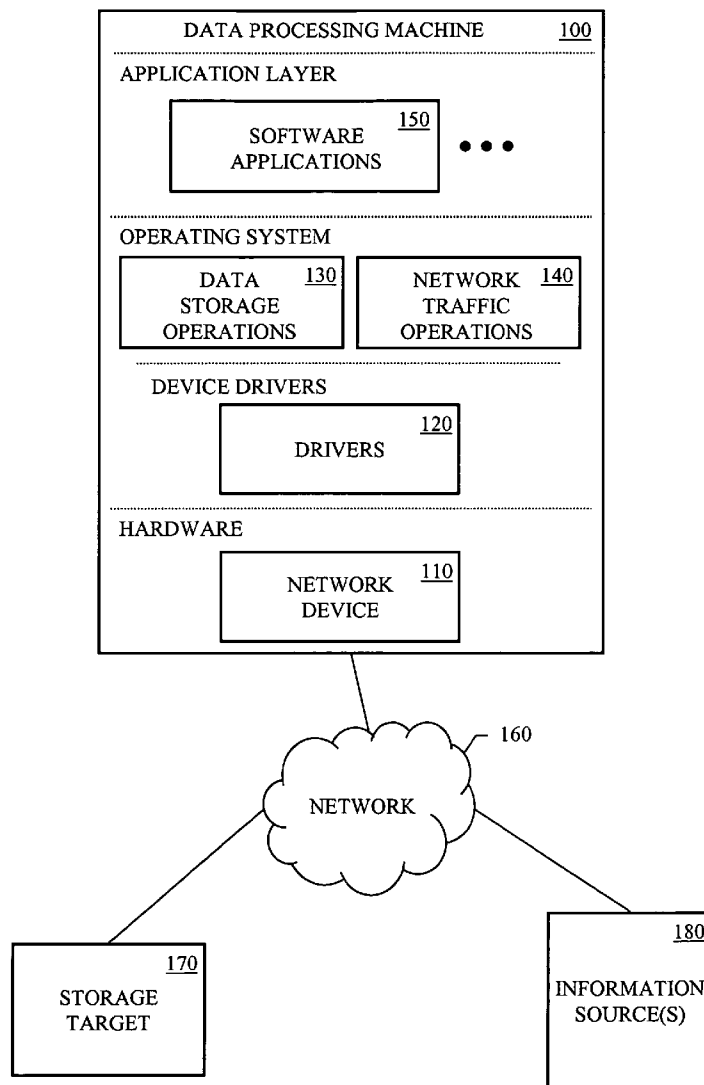 DATA PROCESSING MACHINE 100
APPLICATION LAYER
150
SOFTWARE
APPLICATIONS
OPERATING SYSTEM
130
DATA
STORAGE
OPERATIONS
140
NETWORK
TRAFFIC
OPERATIONS
DEVICE DRIVERS
120
DRIVERS
HARDWARE
110
NETWORK
DEVICE
160
NETWORK
170
STORAGE
TARGET
180
INFORMATION
SOURCE(S)